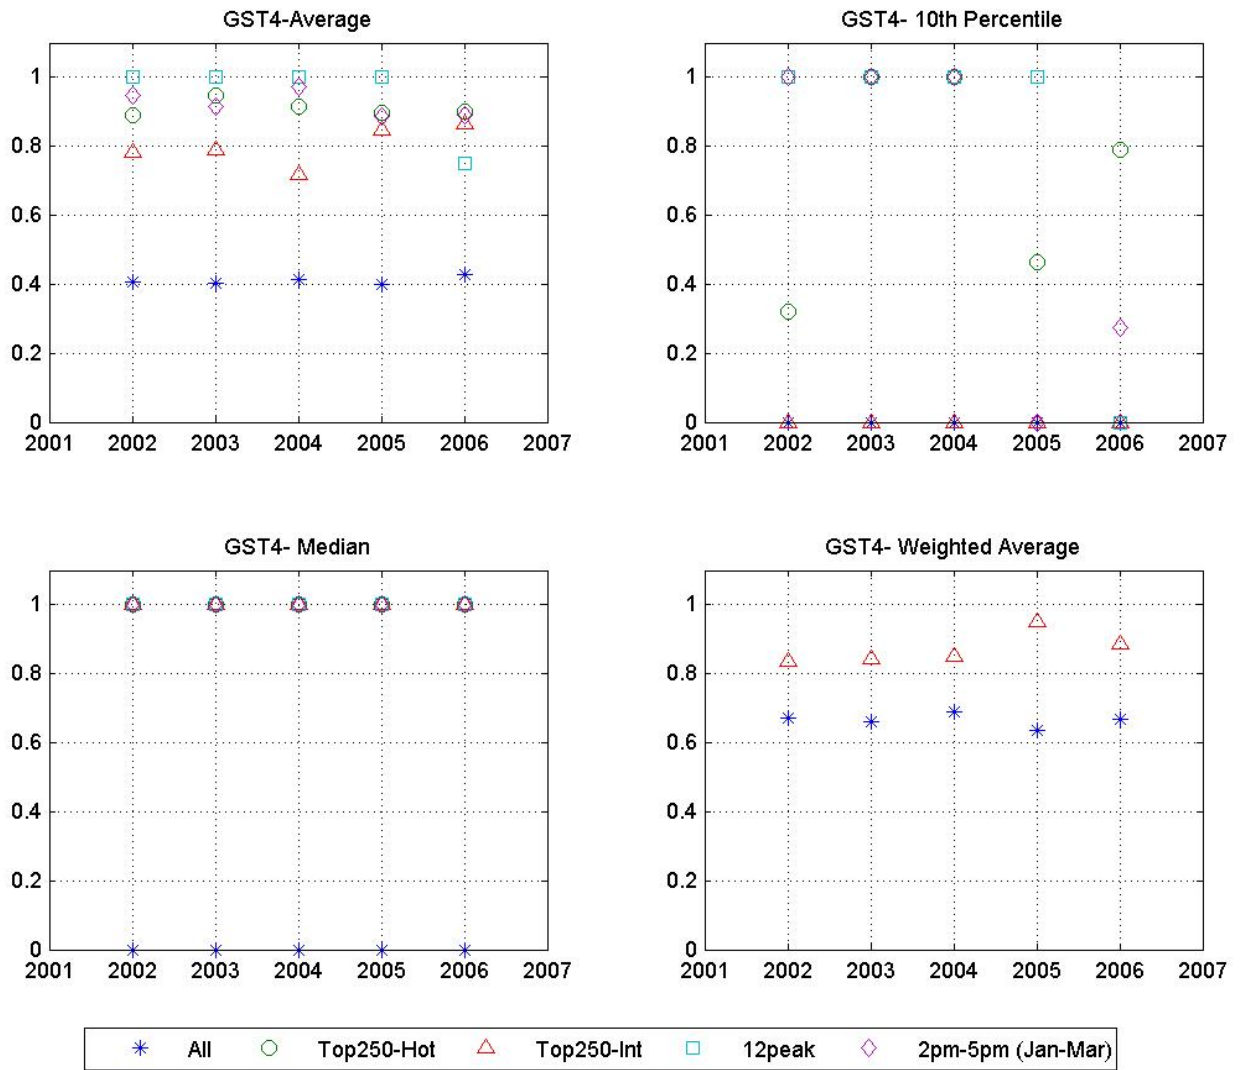 GST4-Average
1
0.8
0.6
0.4
0.2
0
2001 2002 2003 2004 2005 2006 2007
GST4- 10th Percentile
1
0.8
0.6
0.4
0.2
0
2001 2002 2003 2004 2005 2006 2007
GST4- Median
1
0.8
0.6
0.4
0.2
0
2001 2002 2003 2004 2005 2006 2007
GST4- Weighted Average
1
0.8
0.6
0.4
0.2
0
2001 2002 2003 2004 2005 2006 2007
All Top250-Hot Top250-Int 12peak 2pm-5pm (Jan-Mar)